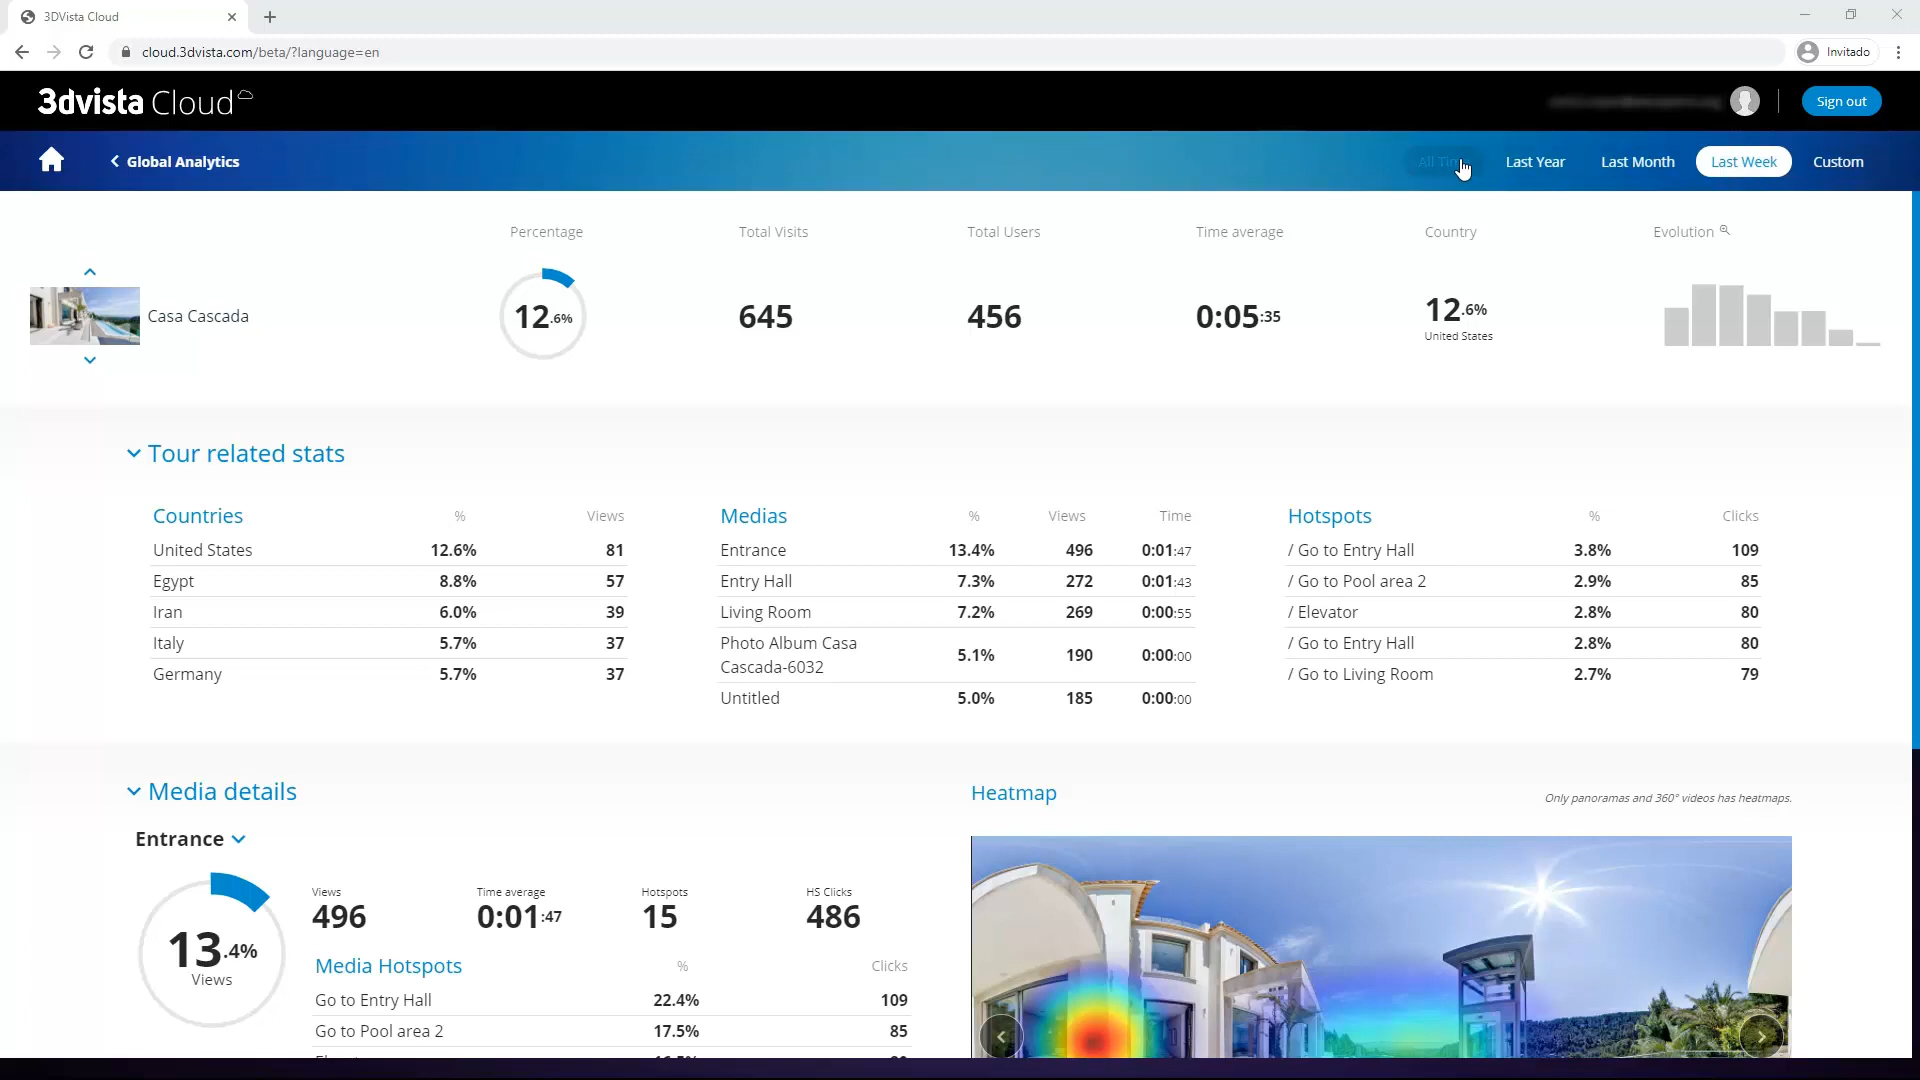 3DVista Cloud
cloud.3dvista.com/beta/?language=en
Invitado
3dvista Cloud
Sign out
Global Analytics
Last Year
Last Month
Last Week
Custom
Percentage
Total Visits
Total Users
Time average
Country
Evolution
Casa Cascada
12.6%
645
456
0:05:35
12.6%
United States
Tour related stats
Countries % Views
United States 12.6% 81
Egypt 8.8% 57
Iran 6.0% 39
Italy 5.7% 37
Germany 5.7% 37
Medias % Views Time
Entrance 13.4% 496 0:01:47
Entry Hall 7.3% 272 0:01:43
Living Room 7.2% 269 0:00:55
Photo Album Casa
Cascada-6032 5.1% 190 0:00:00
Untitled 5.0% 185 0:00:00
Hotspots % Clicks
/ Go to Entry Hall 3.8% 109
/ Go to Pool area 2 2.9% 85
/ Elevator 2.8% 80
/ Go to Entry Hall 2.8% 80
/ Go to Living Room 2.7% 79
Media details
Entrance
13.4%
Views
Views
496
Time average
0:01:47
Hotspots
15
HS Clicks
486
Media Hotspots % Clicks
Go to Entry Hall 22.4% 109
Go to Pool area 2 17.5% 85
Heatmap
Only panoramas and 360° videos has heatmaps.